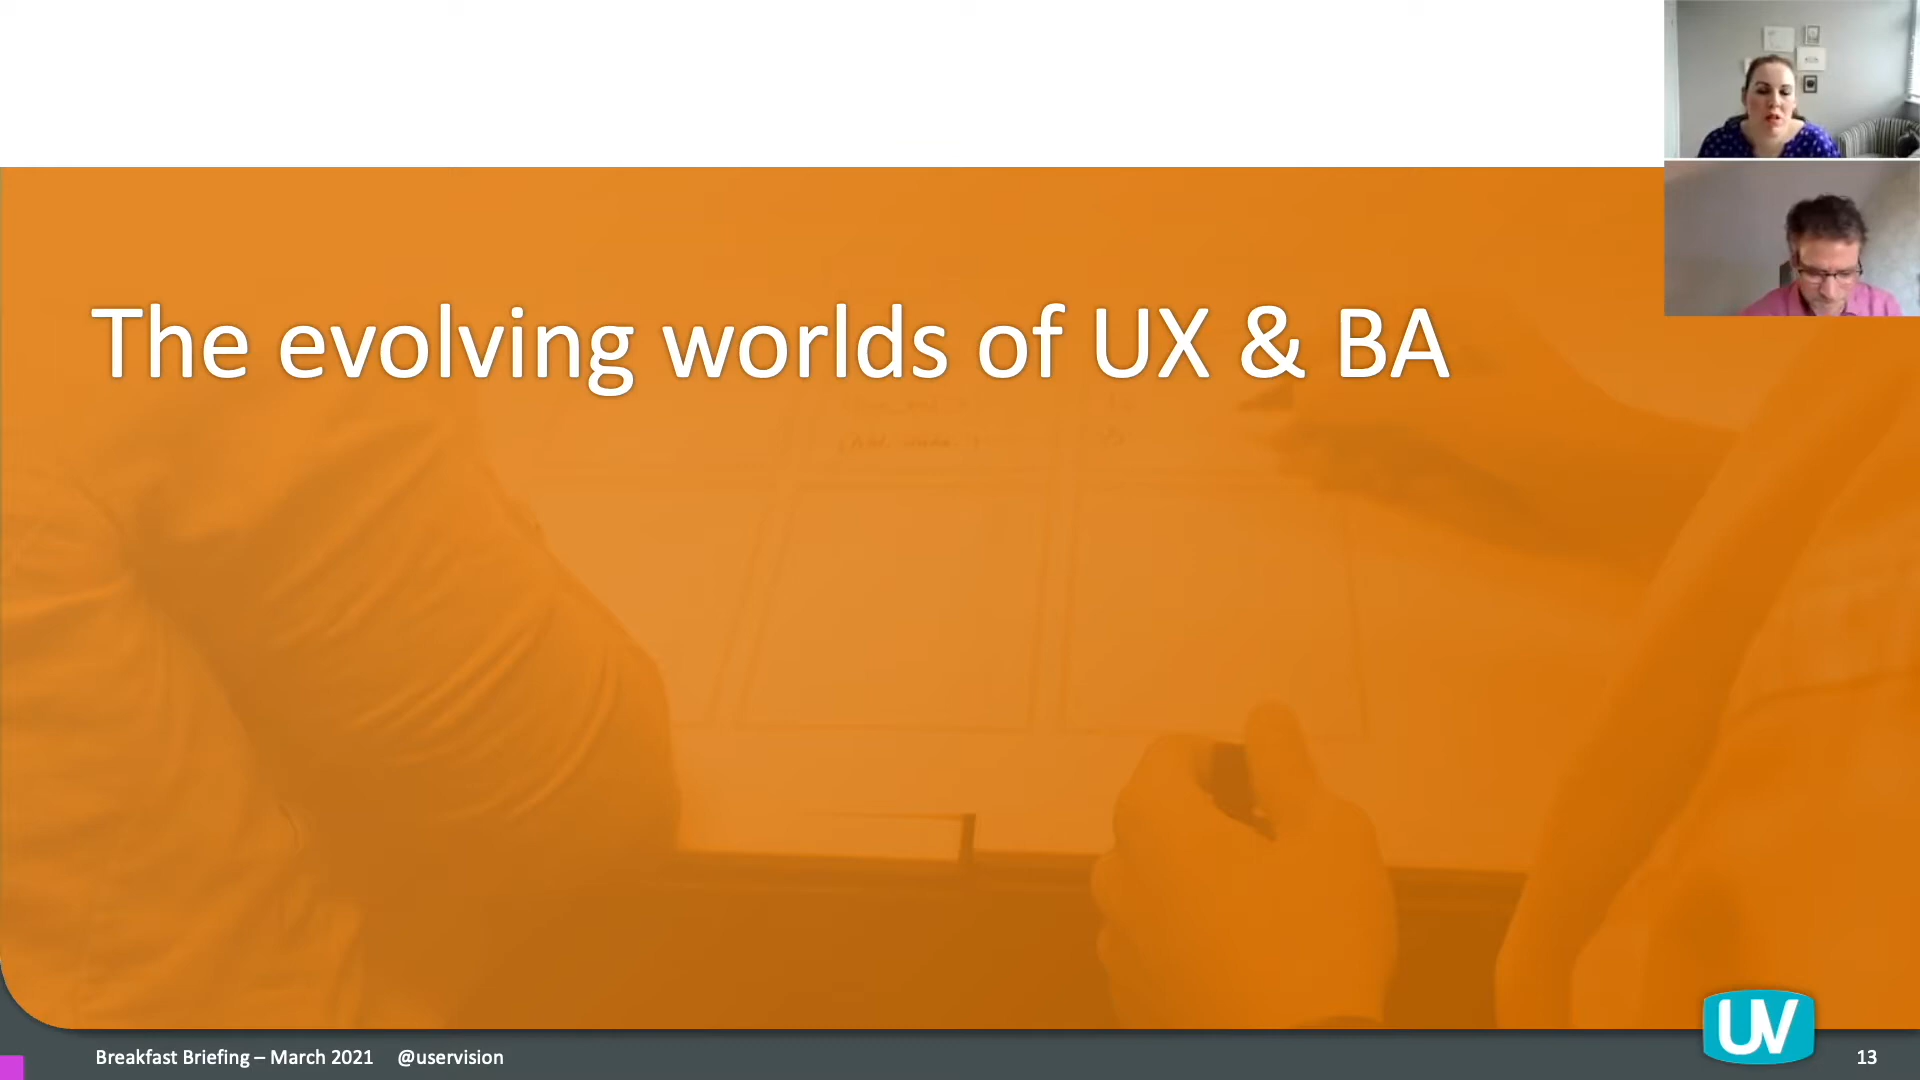 The evolving worlds of UX & BA
UV
Breakfast Briefing – March 2021 @uservision
13